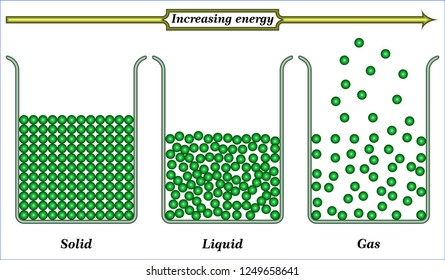 Increasing energy
Solid
Liquid
Gas
shutterstock.com · 1249658641